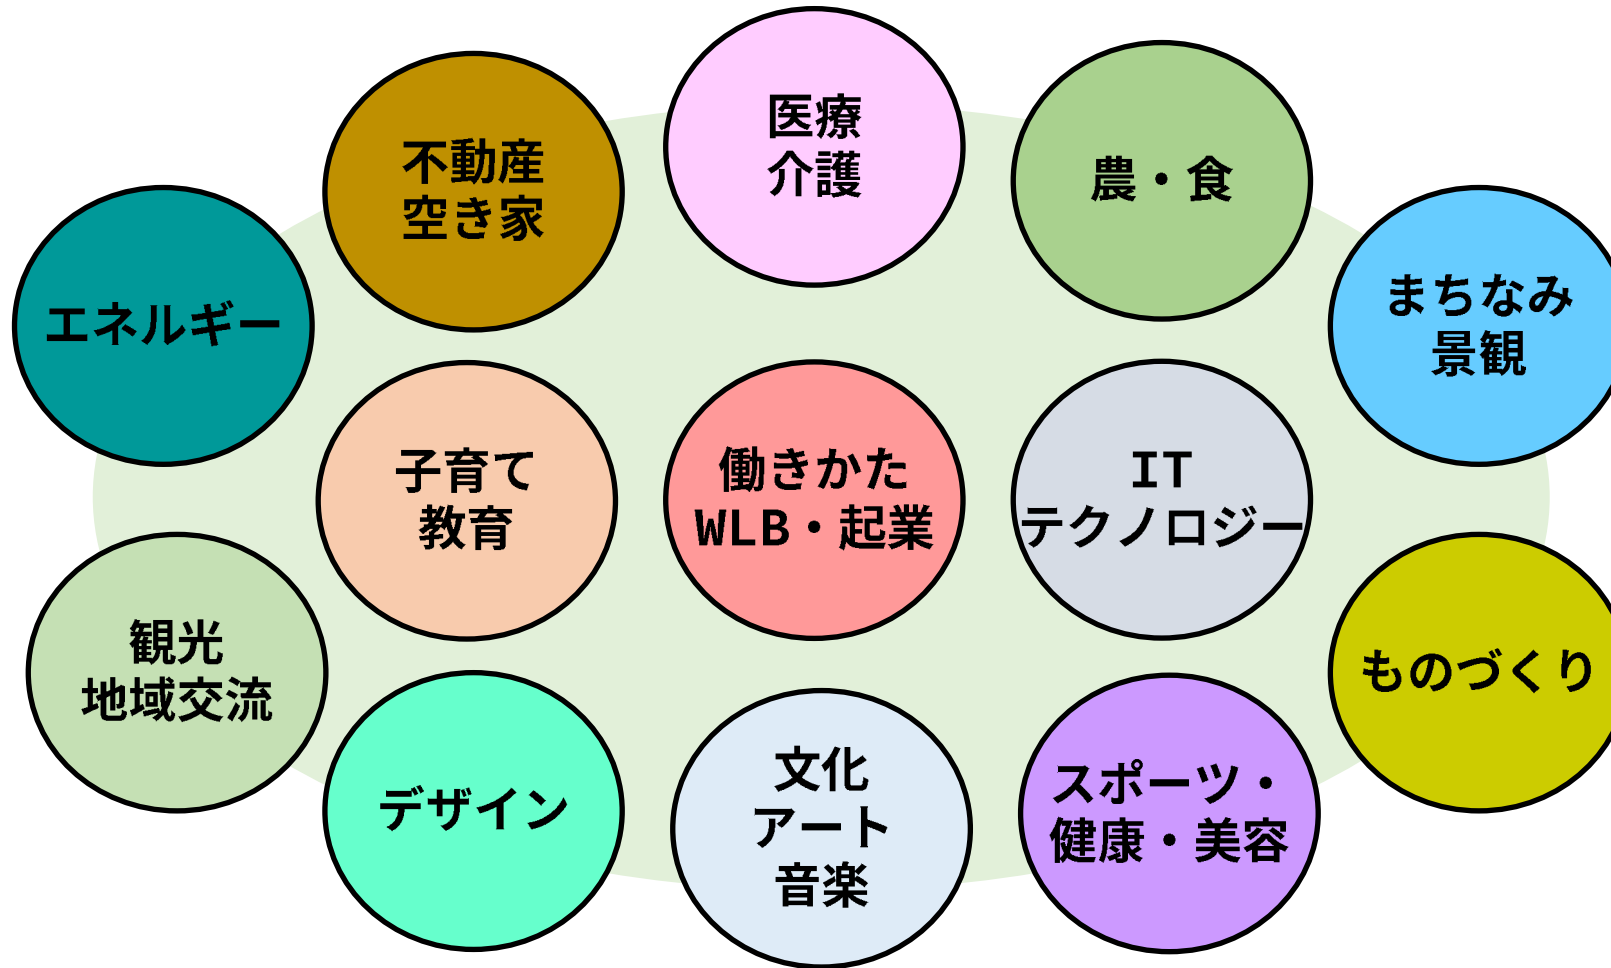 医療
介護
不動産
空き家
農・食
エネルギー
まちなみ
景観
子育て
教育
働きかた
WLB・起業
IT
テクノロジー
観光
地域交流
ものづくり
デザイン
文化
アート
音楽
スポーツ・
健康・美容